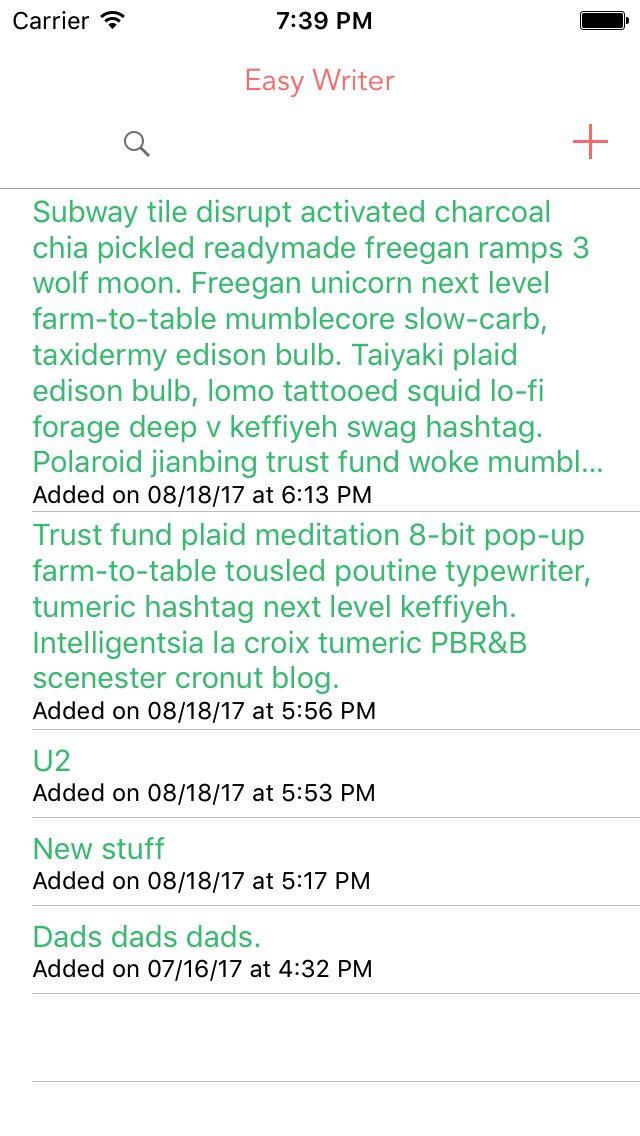 Carrier 7:39 PM
Easy Writer
Subway tile disrupt activated charcoal
chia pickled readymade freegan ramps 3
wolf moon. Freegan unicorn next level
farm-to-table mumblecore slow-carb,
taxidermy edison bulb. Taiyaki plaid
edison bulb, lomo tattooed squid lo-fi
forage deep v keffiyeh swag hashtag.
Polaroid jianbing trust fund woke mumbl...
Added on 08/18/17 at 6:13 PM
Trust fund plaid meditation 8-bit pop-up
farm-to-table tousled poutine typewriter,
tumeric hashtag next level keffiyeh.
Intelligentsia la croix tumeric PBR&B
scenester cronut blog.
Added on 08/18/17 at 5:56 PM
U2
Added on 08/18/17 at 5:53 PM
New stuff
Added on 08/18/17 at 5:17 PM
Dads dads dads.
Added on 07/16/17 at 4:32 PM